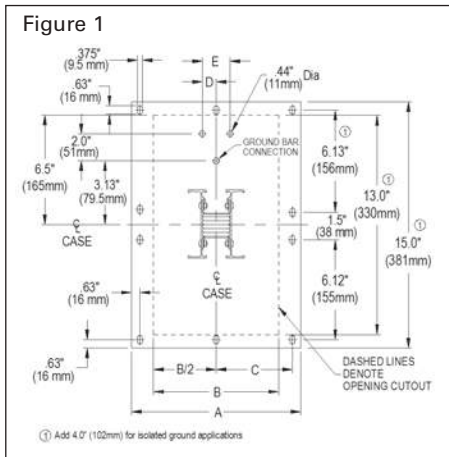 Figure 1
.375"
(9.5 mm)
E
D
.44"
(11mm) Dia
.63"
(16 mm)
2.0"
(51mm)
GROUND BAR
CONNECTION
6.5"
(165mm)
3.13"
(79.5mm)
①
6.13"
(156mm)
1.5"
(38 mm)
①
13.0"
(330mm)
①
15.0"
(381mm)
℄
CASE
℄
CASE
6.12"
(155mm)
.63"
(16 mm)
.63"
(16 mm)
B/2
C
B
A
DASHED LINES
DENOTE
OPENING CUTOUT
① Add 4.0" (102mm) for isolated ground applications